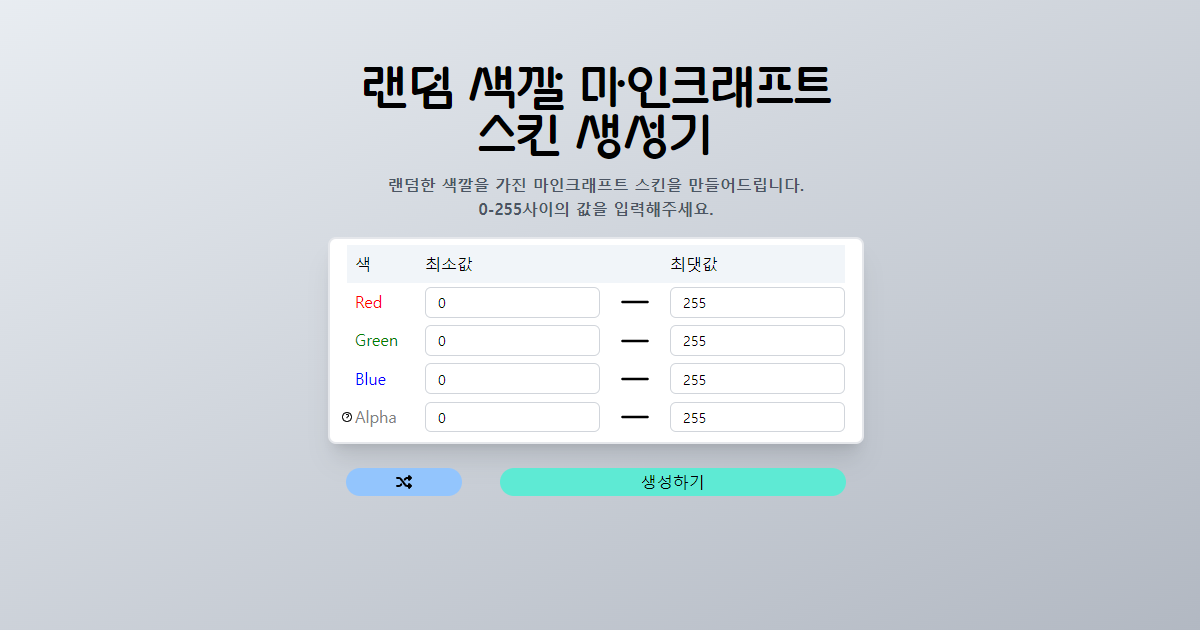 랜덤 색깔 마인크래프트
스킨 생성기
랜덤한 색깔을 가진 마인크래프트 스킨을 만들어드립니다.
0-255사이의 값을 입력해주세요.
색 최소값 최댓값
Red 0 255
Green 0 255
Blue 0 255
Alpha 0 255
생성하기